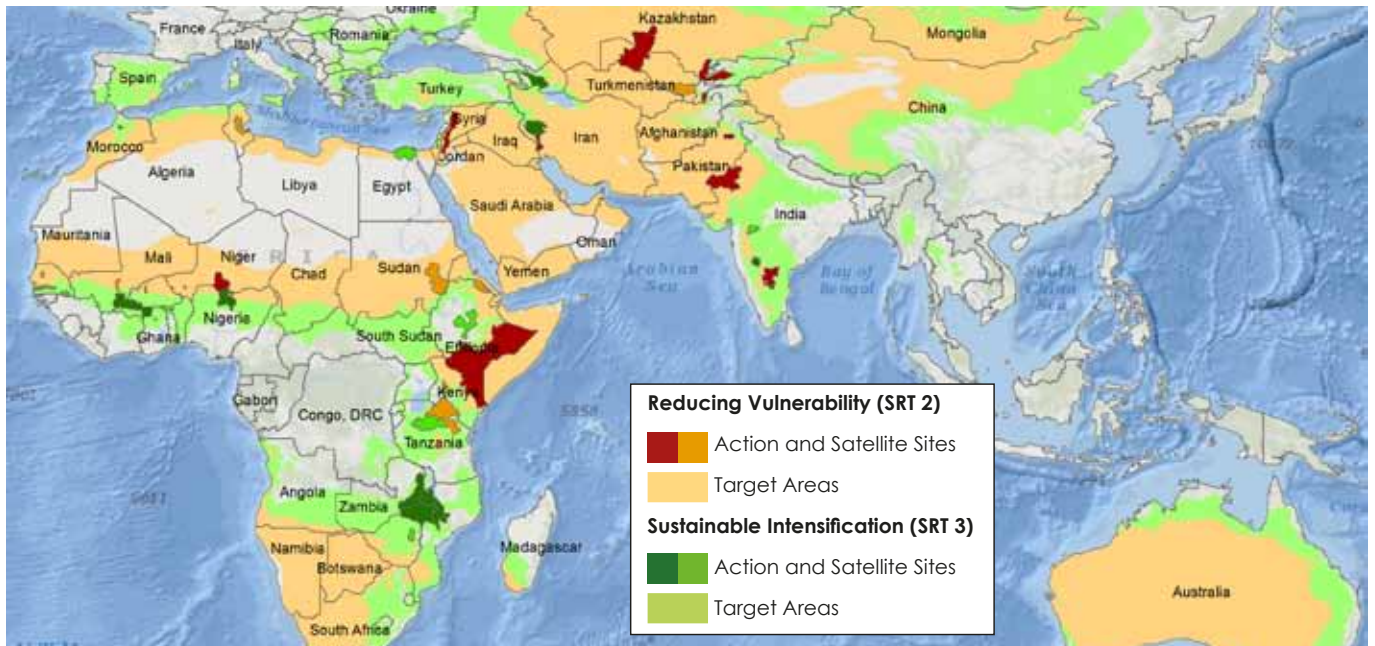 Ukraine
Kazakhstan
France
Romania
Mongolia
Italy
Spain
Turkey
Turkmenistan
China
Mediterranean Sea
Syria
Iraq
Iran
Afghanistan
Morocco
Jordan
Pakistan
Algeria
Libya
Egypt
Saudi Arabia
India
Mauritania
Oman
Mali
Niger
Chad
Sudan
Yemen
Arabian
Sea
Bay of
Bengal
South
China
Sea
Nigeria
Ghana
South Sudan
Ethiopia
Gabon
Congo, DRC
Kenya
Tanzania
Angola
Zambia
Madagascar
Namibia
Botswana
South Africa
Australia
Reducing Vulnerability (SRT 2)
Action and Satellite Sites
Target Areas
Sustainable Intensification (SRT 3)
Action and Satellite Sites
Target Areas